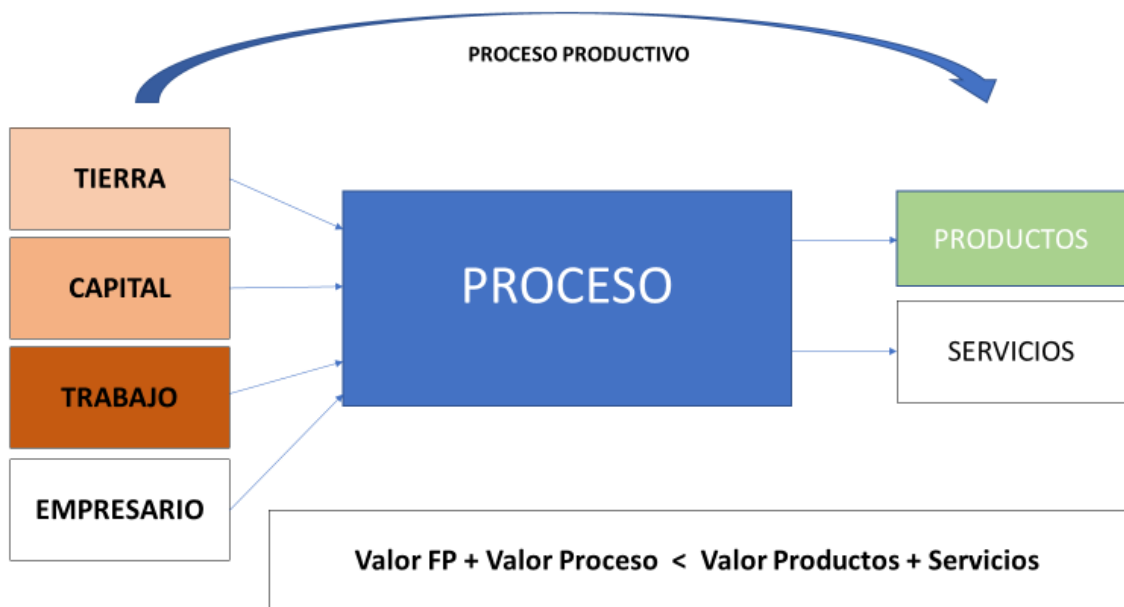 PROCESO PRODUCTIVO
TIERRA
CAPITAL
TRABAJO
EMPRESARIO
PROCESO
PRODUCTOS
SERVICIOS
Valor FP + Valor Proceso < Valor Productos + Servicios